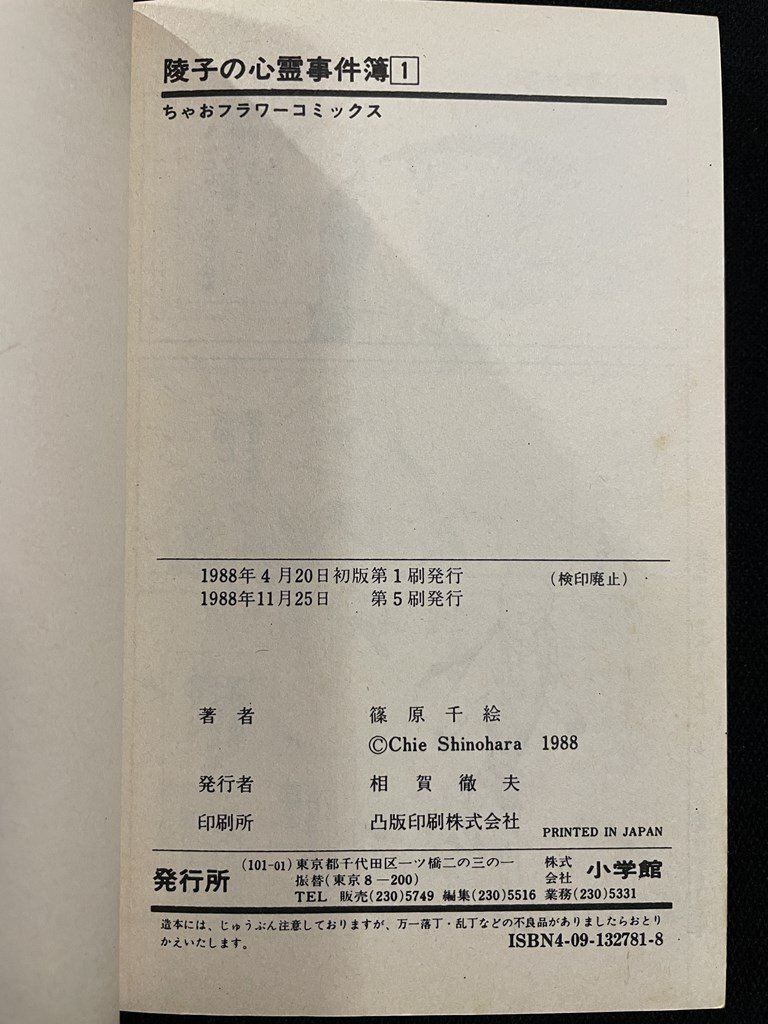 陵子の心霊事件簿1
ちゃおフラワーコミックス
1988年4月20日初版第1刷発行 (検印廃止)
1988年11月25日 第5刷発行
著者 篠原千絵
©Chie Shinohara 1988
発行者 相賀徹夫
印刷所 凸版印刷株式会社 PRINTED IN JAPAN
発行所 (101-01)東京都千代田区一ツ橋二の三の一 株式会社 小学館
振替(東京8―200)
TEL 販売(230)5749 編集(230)5516 業務(230)5331
造本には、じゅうぶん注意しておりますが、万一落丁・乱丁などの不良品がありましたらおとり
かえいたします。 ISBN4-09-132781-8